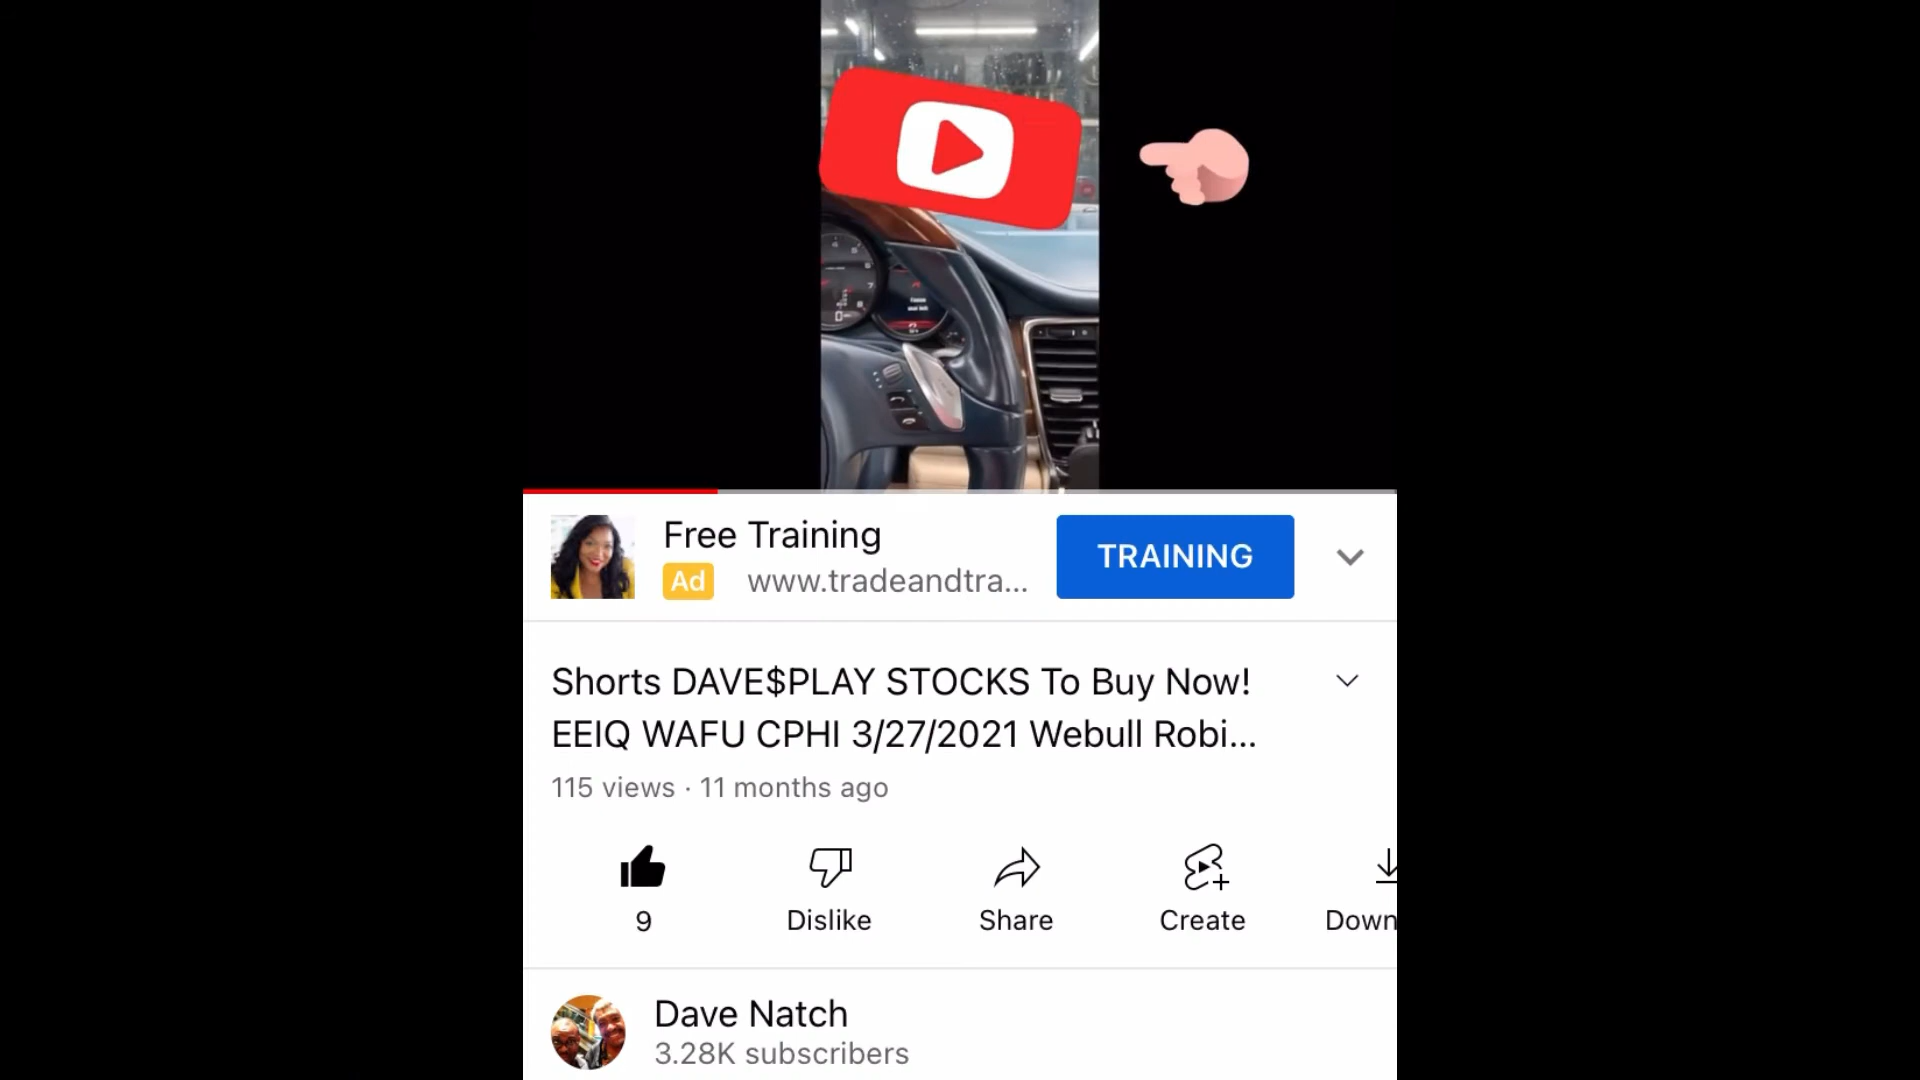 Free Training
TRAINING
Ad www.tradeandtra...
Shorts DAVE$PLAY STOCKS To Buy Now!
EEIQ WAFU CPHI 3/27/2021 Webull Robi...
115 views · 11 months ago
9 Dislike Share Create Down
Dave Natch
3.28K subscribers